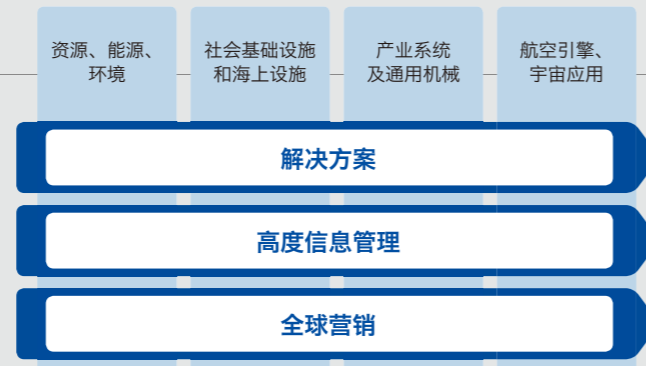 资源、能源、
环境
社会基础设施
和海上设施
产业系统
及通用机械
航空引擎、
宇宙应用
解决方案
高度信息管理
全球营销